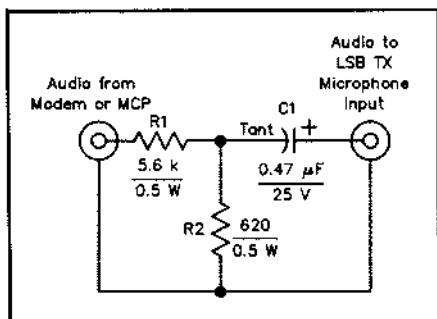 Audio from
Modem or MCP
R1
5.6 k
0.5 W
R2
620
0.5 W
Tant
C1
+
0.47 µF
25 V
Audio to
LSB TX
Microphone
Input